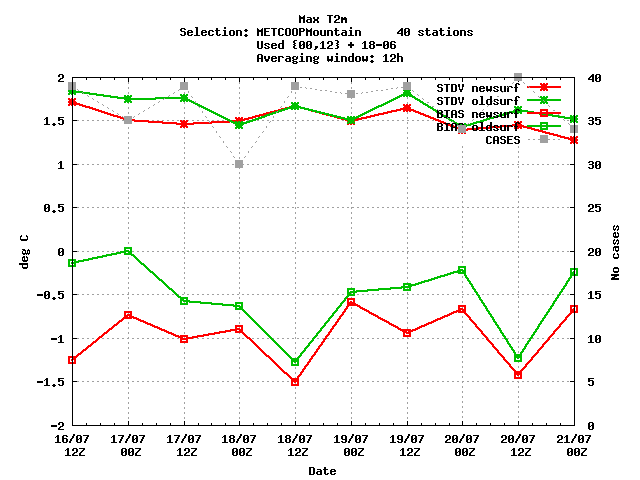 Max T2m
Selection: METCOOPMountain     40 stations
Used {00,12} + 18-06
Averaging window: 12h
STDV newsurf
STDV oldsurf
BIAS newsurf
BIAS oldsurf
CASES
2
1.5
1
0.5
0
-0.5
-1
-1.5
-2
deg C
40
35
30
25
20
15
10
5
0
No cases
16/07 17/07 17/07 18/07 18/07 19/07 19/07 20/07 20/07 21/07
12Z 00Z 12Z 00Z 12Z 00Z 12Z 00Z 12Z 00Z
Date